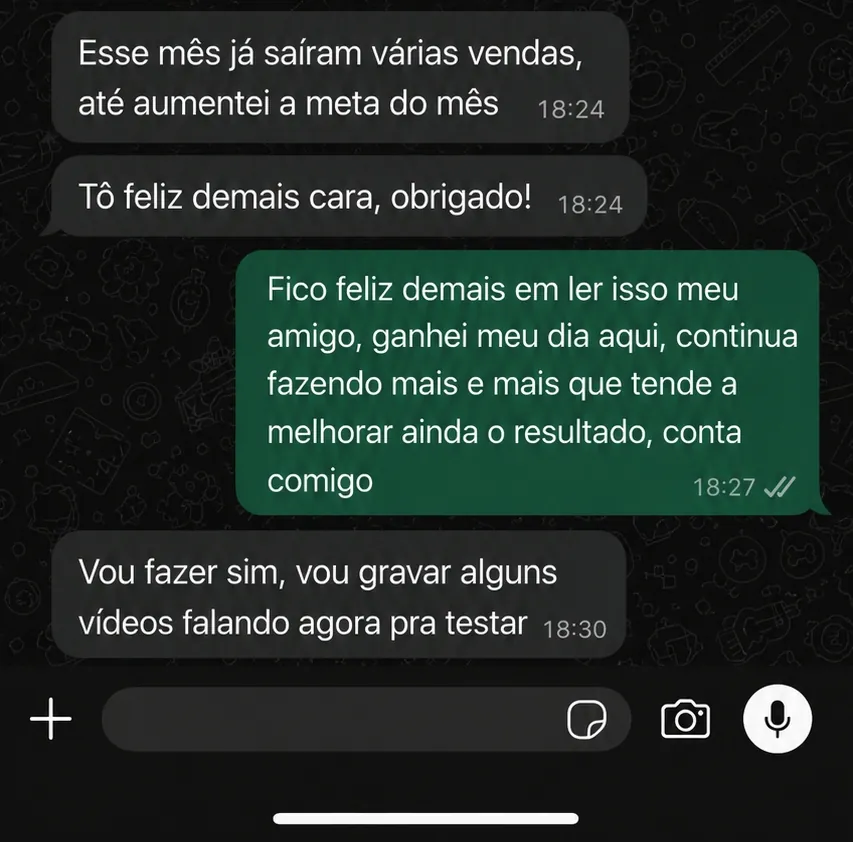 Esse mês já saíram várias vendas,
até aumentei a meta do mês 18:24
Tô feliz demais cara, obrigado! 18:24
Fico feliz demais em ler isso meu
amigo, ganhei meu dia aqui, continua
fazendo mais e mais que tende a
melhorar ainda o resultado, conta
comigo 18:27
Vou fazer sim, vou gravar alguns
vídeos falando agora pra testar 18:30